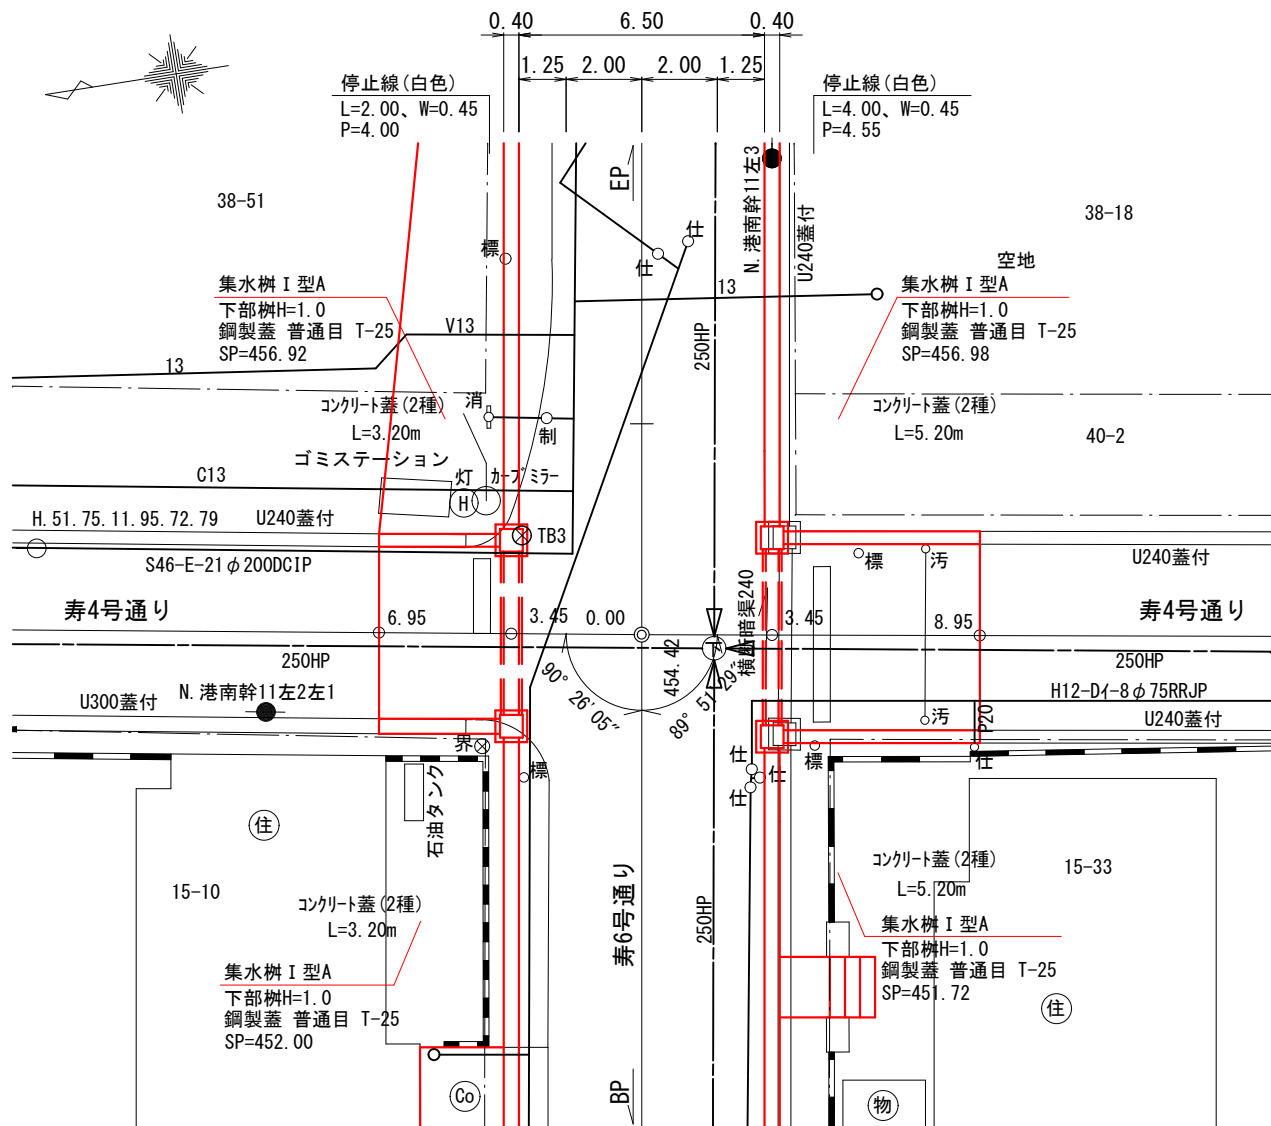 0.40
6.50
0.40
1.25
2.00
2.00
1.25
停止線(白色)
L=2.00、W=0.45
P=4.00
停止線(白色)
L=4.00、W=0.45
P=4.55
EP
N.港南幹11左3
U240蓋付
38-51
38-18
標
仕
仕
空地
集水桝Ⅰ型A
下部桝H=1.0
鋼製蓋 普通目 T-25
SP=456.92
13
集水桝Ⅰ型A
下部桝H=1.0
鋼製蓋 普通目 T-25
SP=456.98
V13
13
250HP
コンクリート蓋(2種)
L=3.20m
消
制
コンクリート蓋(2種)
L=5.20m
40-2
ゴミステーション
灯
カーブミラー
C13
H
H.51.75.11.95.72.79
U240蓋付
TB3
S46-E-21φ200DCIP
標
汚
U240蓋付
寿4号通り
6.95
3.45
0.00
横断暗渠240
3.45
8.95
寿4号通り
250HP
454.42
250HP
90°26'05"
89°51'29"
N.港南幹11左2左1
U300蓋付
H12-Dイ-8φ75RRJP
P20
汚
U240蓋付
界
標
仕
仕
仕
標
仕
石油タンク
住
15-10
コンクリート蓋(2種)
L=3.20m
寿6号通り
250HP
コンクリート蓋(2種)
L=5.20m
15-33
集水桝Ⅰ型A
下部桝H=1.0
鋼製蓋 普通目 T-25
SP=451.72
集水桝Ⅰ型A
下部桝H=1.0
鋼製蓋 普通目 T-25
SP=452.00
住
Co
BP
物